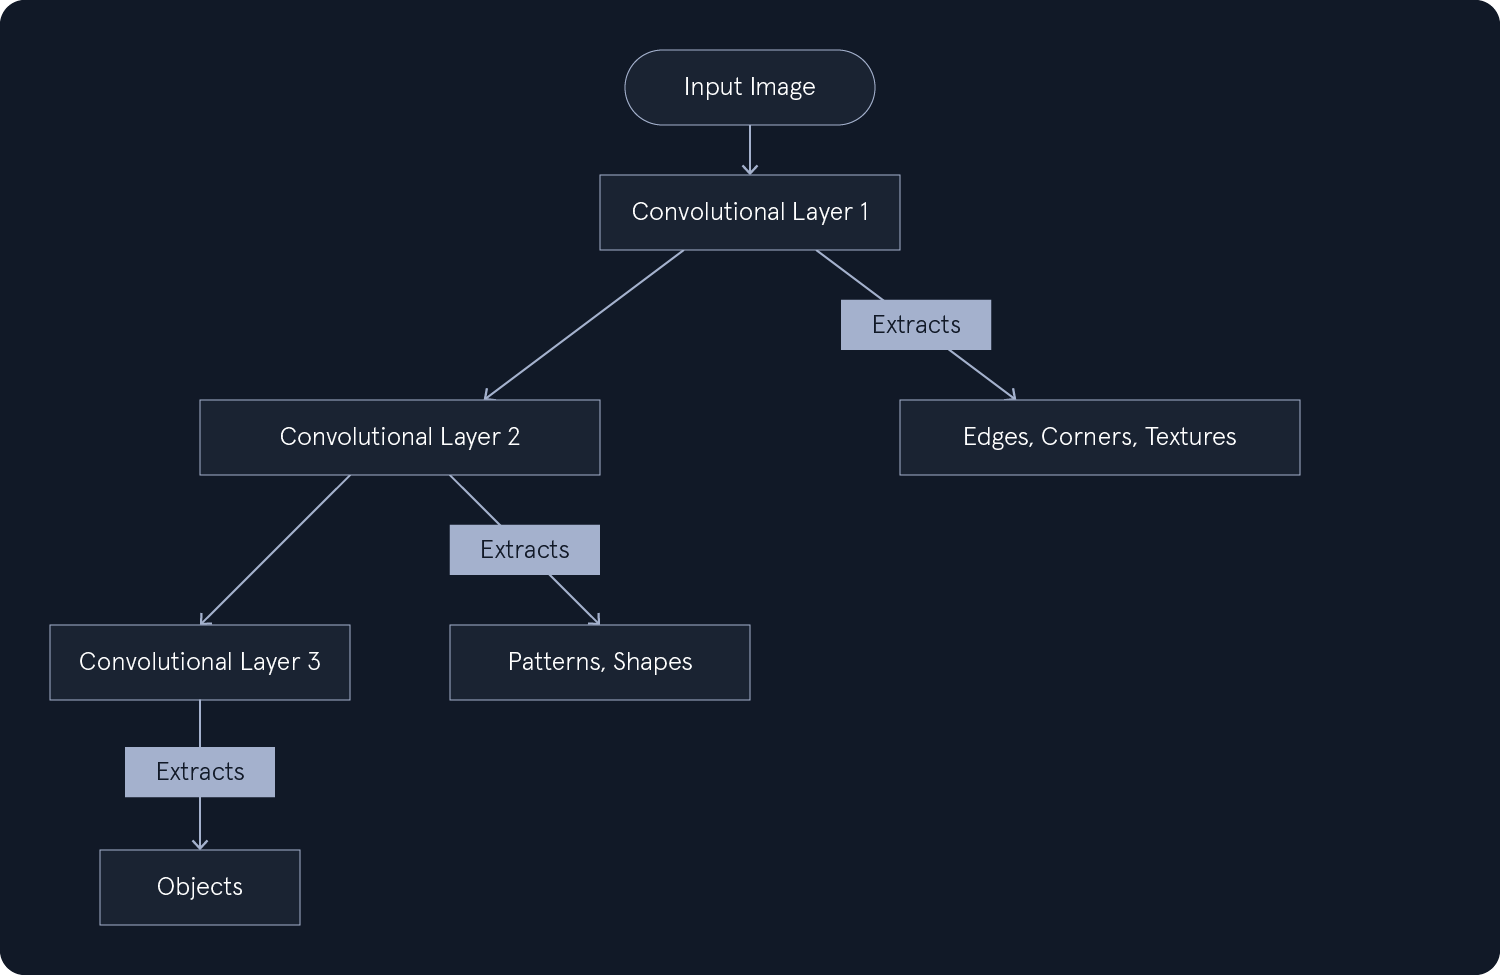 Input Image
Convolutional Layer 1
Extracts
Convolutional Layer 2
Edges, Corners, Textures
Extracts
Convolutional Layer 3
Patterns, Shapes
Extracts
Objects